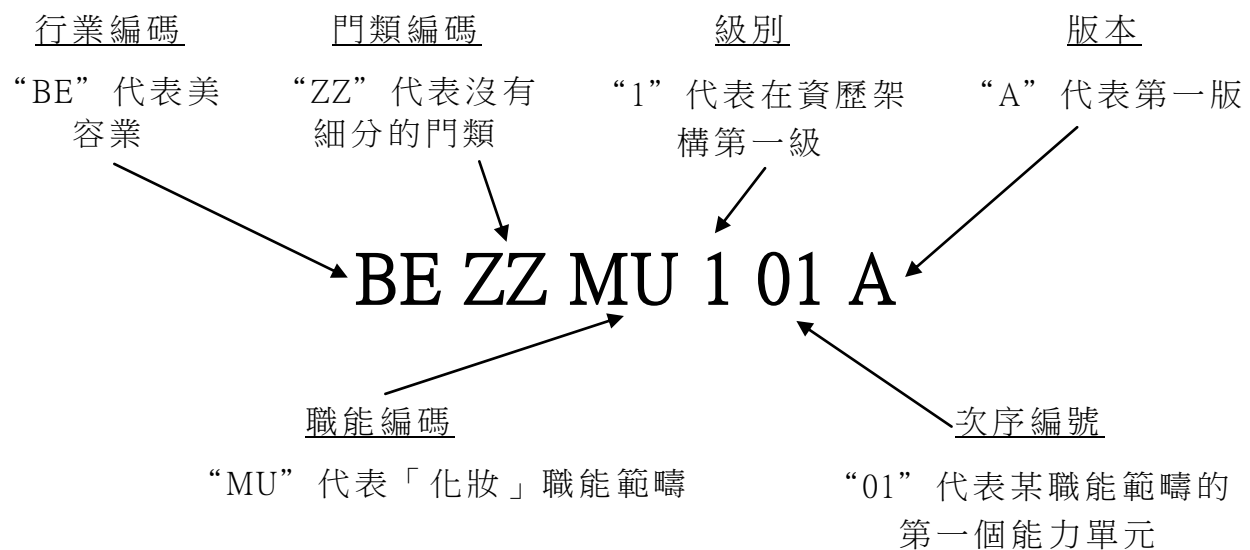 行業編碼
門類編碼
級別
版本
“BE” 代表美
容業
“ZZ” 代表沒有
細分的門類
“1” 代表在資歷架
構第一級
“A” 代表第一版
BE ZZ MU 1 01 A
職能編碼
次序編號
“MU” 代表「化妝」職能範疇
“01” 代表某職能範疇的
第一個能力單元